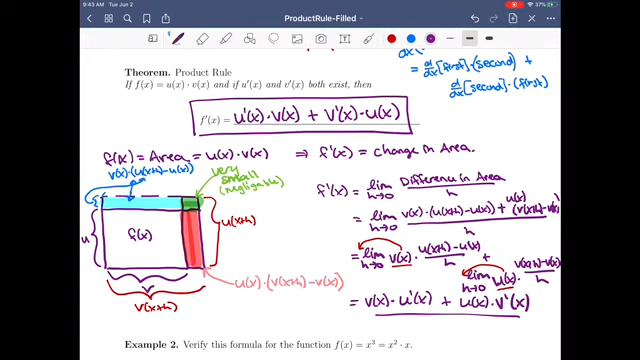 9:43 AM Tue Jun 2
ProductRule-Filled
d/dx
= d/dx[first]·(second) +
d/dx[second]·(first)
Theorem. Product Rule
If f(x) = u(x) · v(x) and if u'(x) and v'(x) both exist, then
f'(x) = u'(x)·v(x) + v'(x)·u(x)
f(x) = Area = u(x)·v(x) ⇒ f'(x) = change in Area.
v(x)·(u(x+h)-u(x))
very
small
(negligable)
u
f(x)
u(x+h)
v
v(x+h)
u(x)·(v(x+h)-v(x))
f'(x) = lim h→0 Difference in Area / h
= lim h→0 v(x)·(u(x+h)-u(x)) + u(x)(v(x+h)-v(x)) / h
= lim h→0 v(x) · u(x+h)-u(x) / h +
lim h→0 u(x) · v(x+h)-v(x) / h
= v(x)·u'(x) + u(x)·v'(x)
Example 2. Verify this formula for the function f(x) = x³ = x² · x.